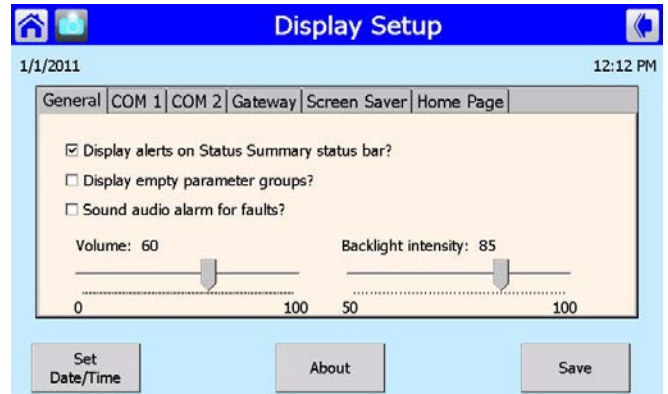 Display Setup
1/1/2011 12:12 PM
General COM 1 COM 2 Gateway Screen Saver Home Page
Display alerts on Status Summary status bar?
Display empty parameter groups?
Sound audio alarm for faults?
Volume: 60 Backlight intensity: 85
0 100 50 100
Set Date/Time About Save